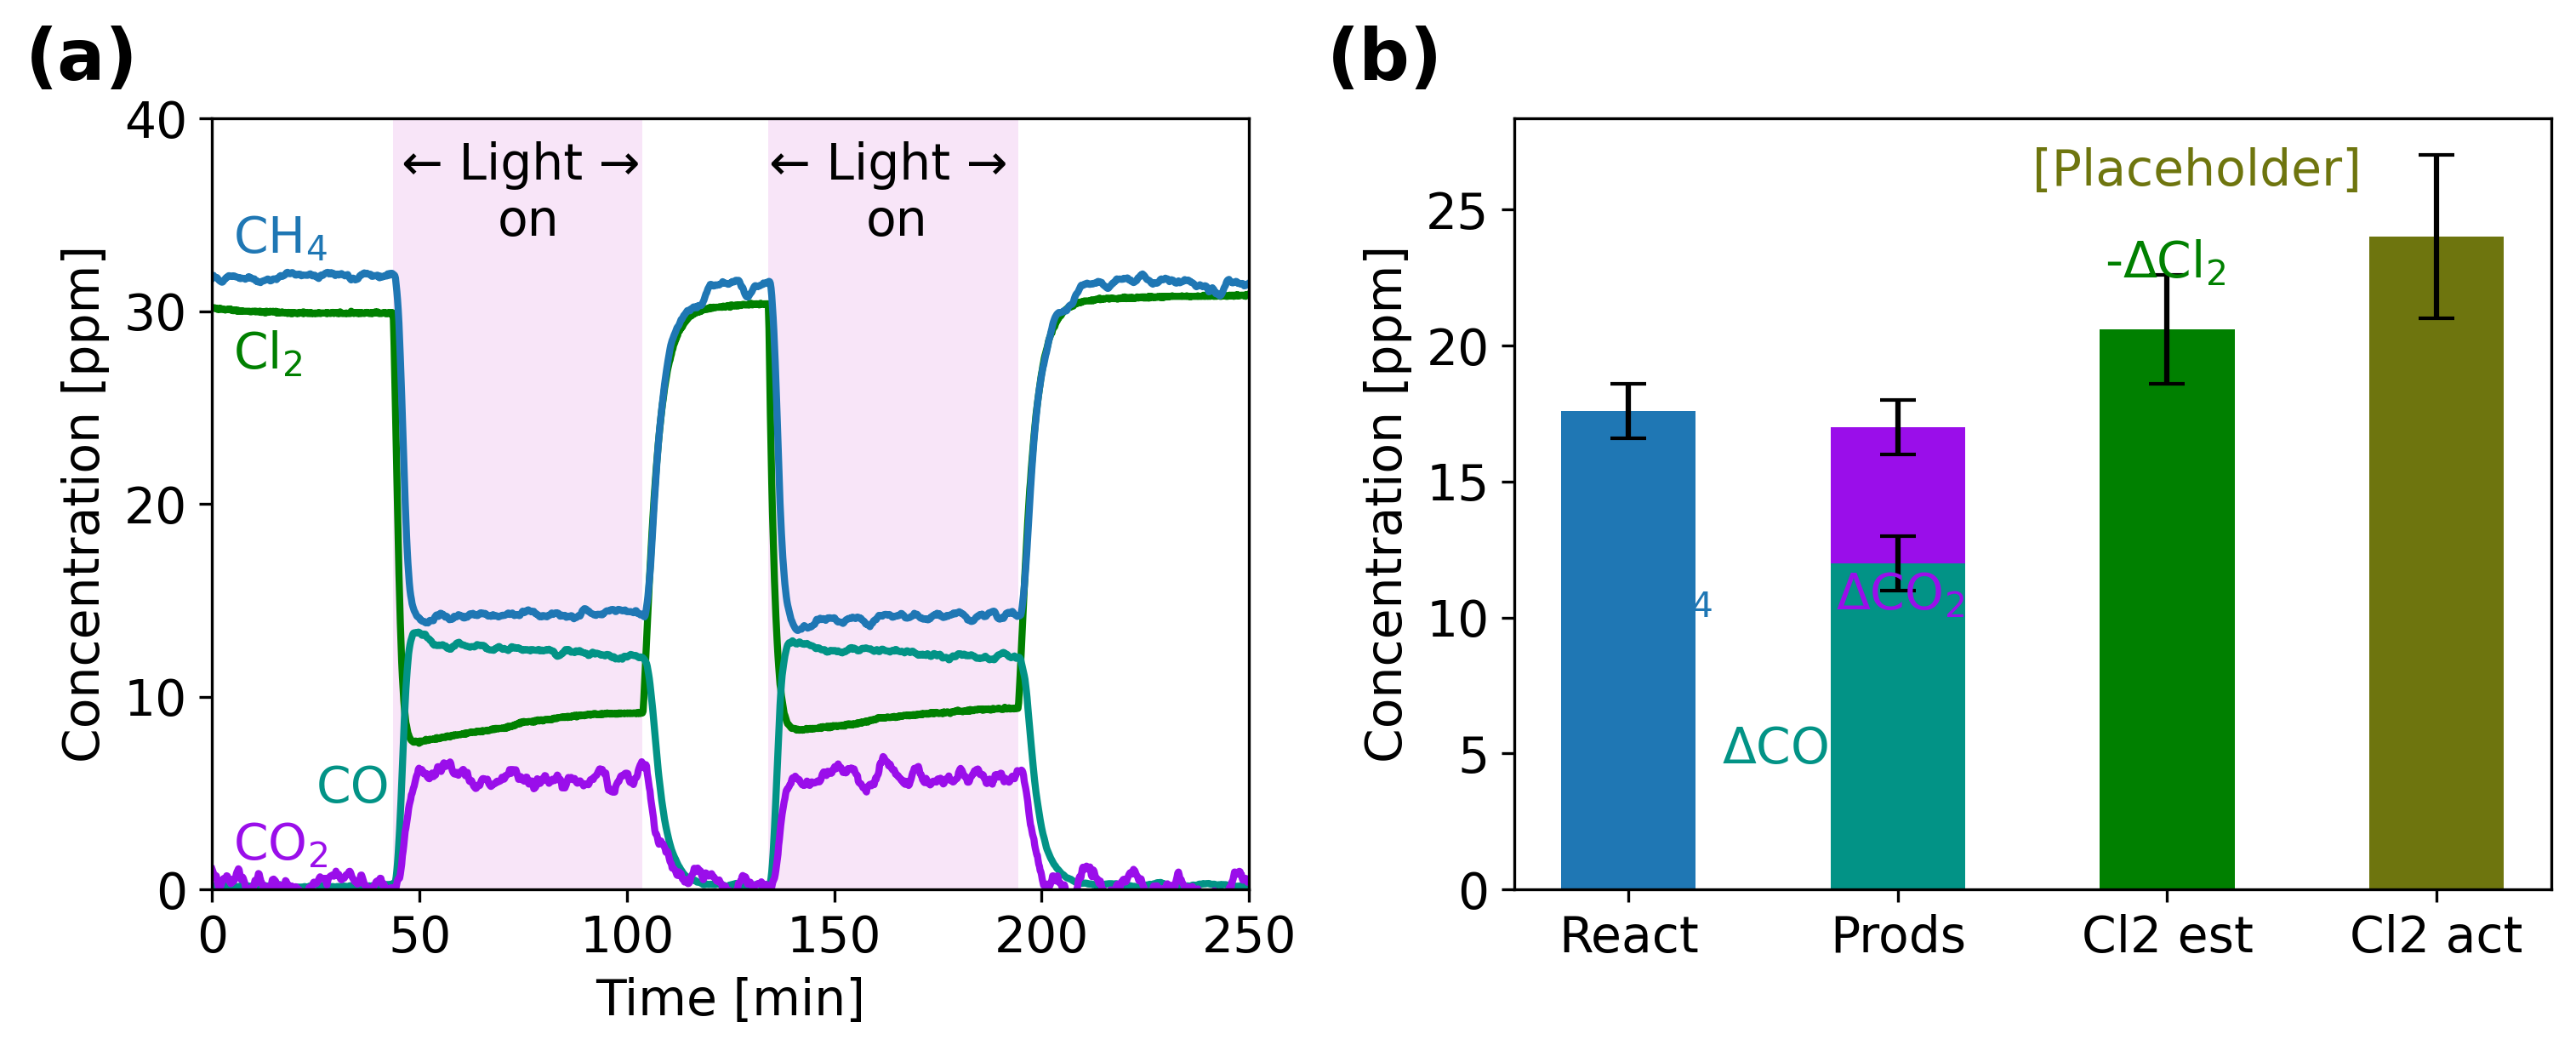 (a)
40
30
20
10
0
Concentration [ppm]
← Light →
on
← Light →
on
CH₄
Cl₂
CO
CO₂
0 50 100 150 200 250
Time [min]
(b)
25
20
15
10
5
0
Concentration [ppm]
[Placeholder]
-ΔCl₂
₄
ΔCO₂
ΔCO
React Prods Cl2 est Cl2 act